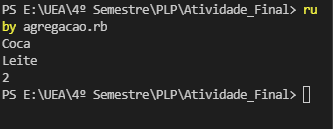 PS E:\UEA\4º Semestre\PLP\Atividade_Final> ru
by agregacao.rb
Coca
Leite
2
PS E:\UEA\4º Semestre\PLP\Atividade_Final>